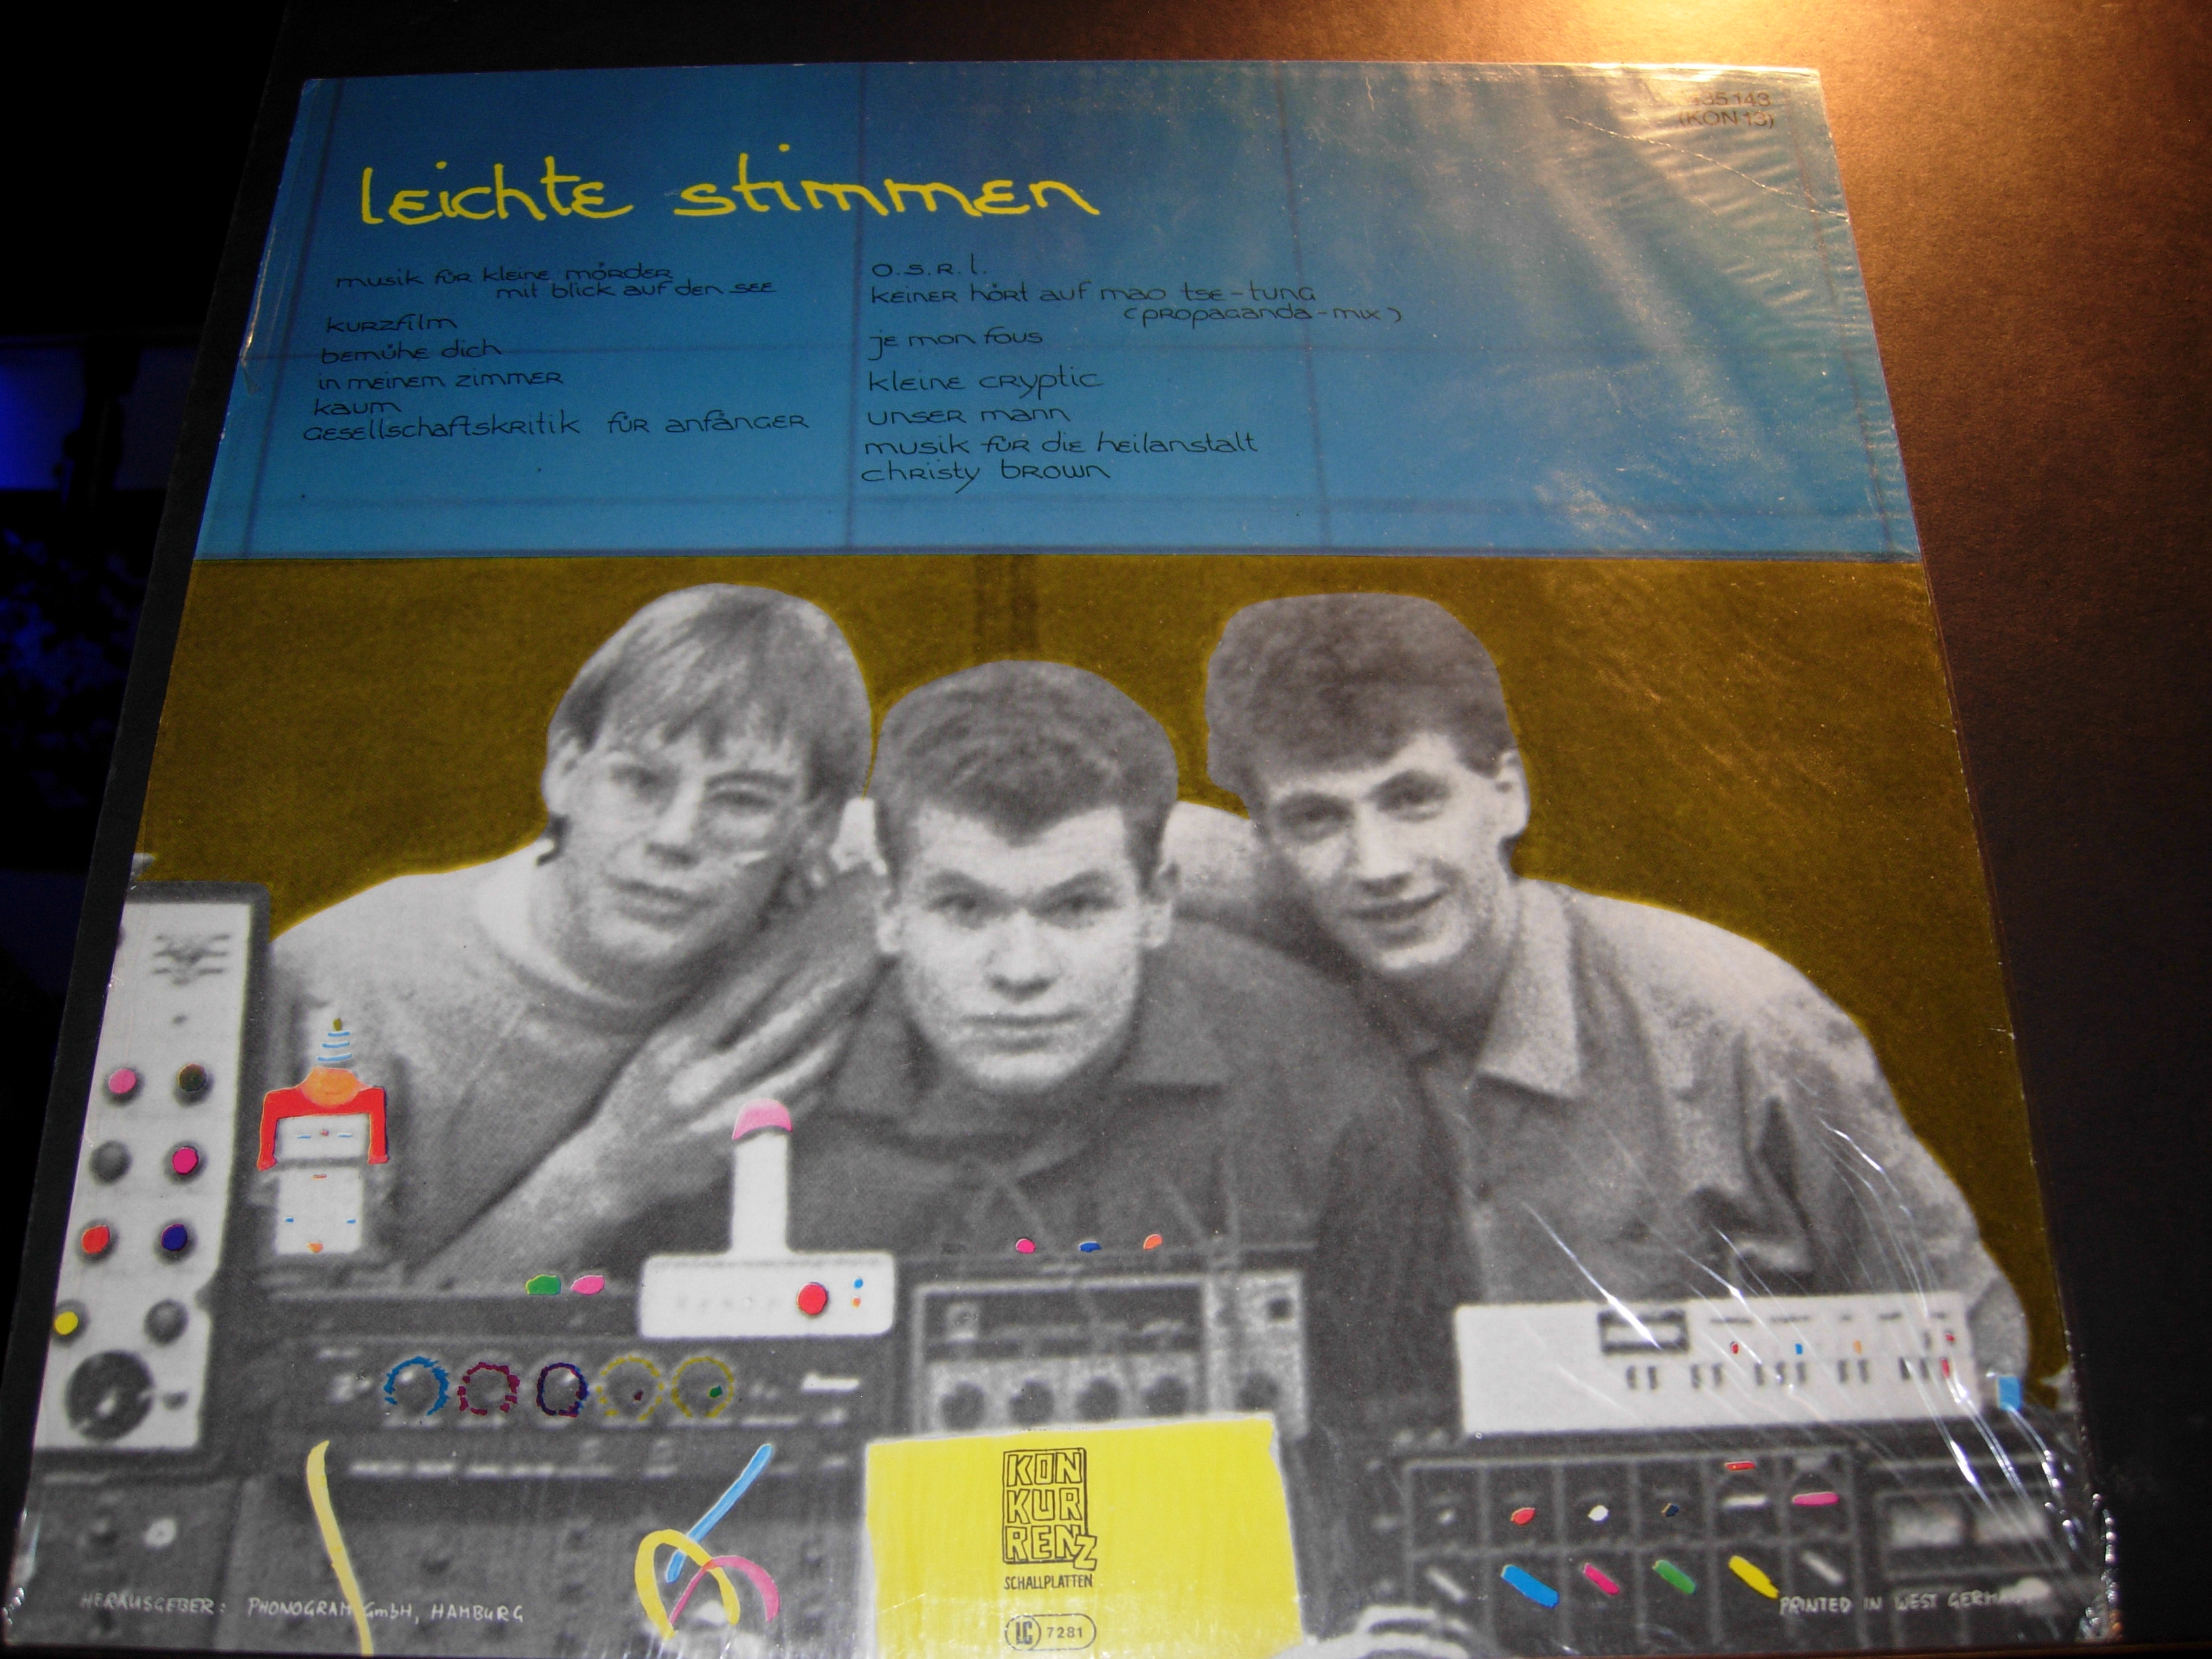 35 143
(KON 13)
leichte stimmen
musik für kleine mörder
mit blick auf den see
kurzfilm
bemühe dich
in meinem zimmer
kaum
gesellschaftskritik für anfänger
o.s.r.l.
keiner hört auf mao tse-tung
(propaganda-mix)
je mon fous
kleine cryptic
unser mann
musik für die heilanstalt
christy brown
KON
KUR
RENZ
SCHALLPLATTEN
LC 7281
HERAUSGEBER: PHONOGRAM GmbH, HAMBURG
PRINTED IN WEST GERMANY